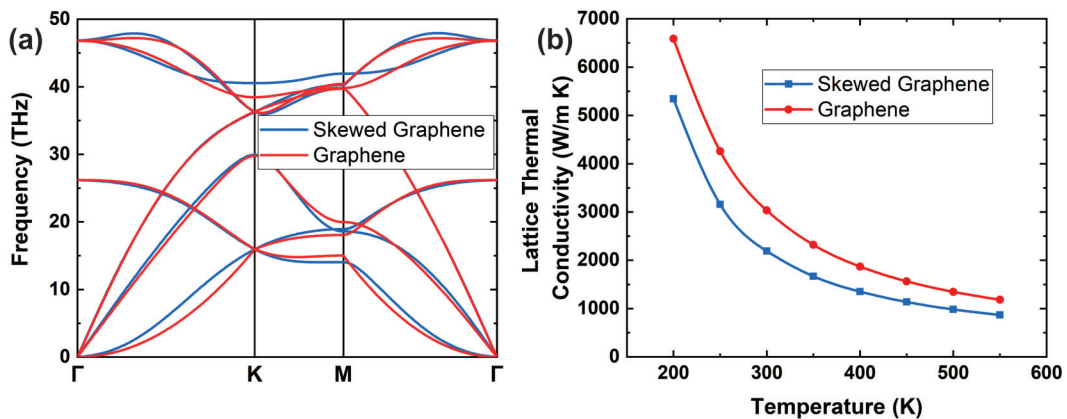 (a)
Frequency (THz)
50
40
30
20
10
0
Γ
K
M
Γ
Skewed Graphene
Graphene
(b)
Lattice Thermal
Conductivity (W/m K)
7000
6000
5000
4000
3000
2000
1000
0
200
300
400
500
600
Temperature (K)
Skewed Graphene
Graphene